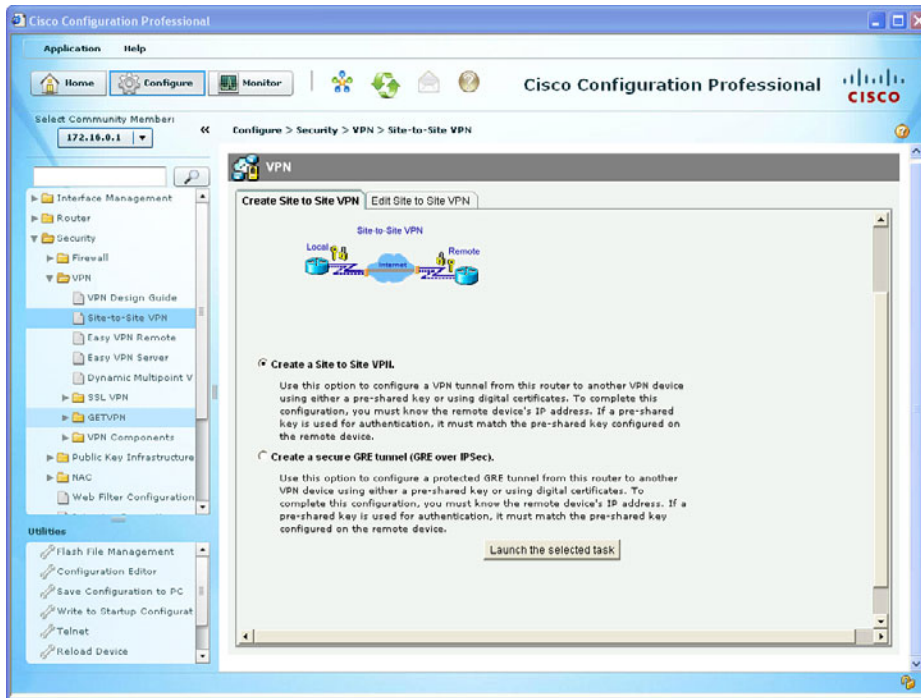 Cisco Configuration Professional
Application Help
Home Configure Monitor
Cisco Configuration Professional
CISCO
Select Community Member:
172.16.0.1
Configure > Security > VPN > Site-to-Site VPN
Interface Management
Router
Security
Firewall
VPN
VPN Design Guide
Site-to-Site VPN
Easy VPN Remote
Easy VPN Server
Dynamic Multipoint V
SSL VPN
GETVPN
VPN Components
Public Key Infrastructure
NAC
Web Filter Configuration
Utilities
Flash File Management
Configuration Editor
Save Configuration to PC
Write to Startup Configurat
Telnet
Reload Device
VPN
Create Site to Site VPN Edit Site to Site VPN
Site-to-Site VPN
Local
Remote
Internet
Create a Site to Site VPN.
Use this option to configure a VPN tunnel from this router to another VPN device
using either a pre-shared key or using digital certificates. To complete this
configuration, you must know the remote device's IP address. If a pre-shared
key is used for authentication, it must match the pre-shared key configured on
the remote device.
Create a secure GRE tunnel (GRE over IPSec).
Use this option to configure a protected GRE tunnel from this router to another
VPN device using either a pre-shared key or using digital certificates. To
complete this configuration, you must know the remote device's IP address. If a
pre-shared key is used for authentication, it must match the pre-shared key
configured on the remote device.
Launch the selected task